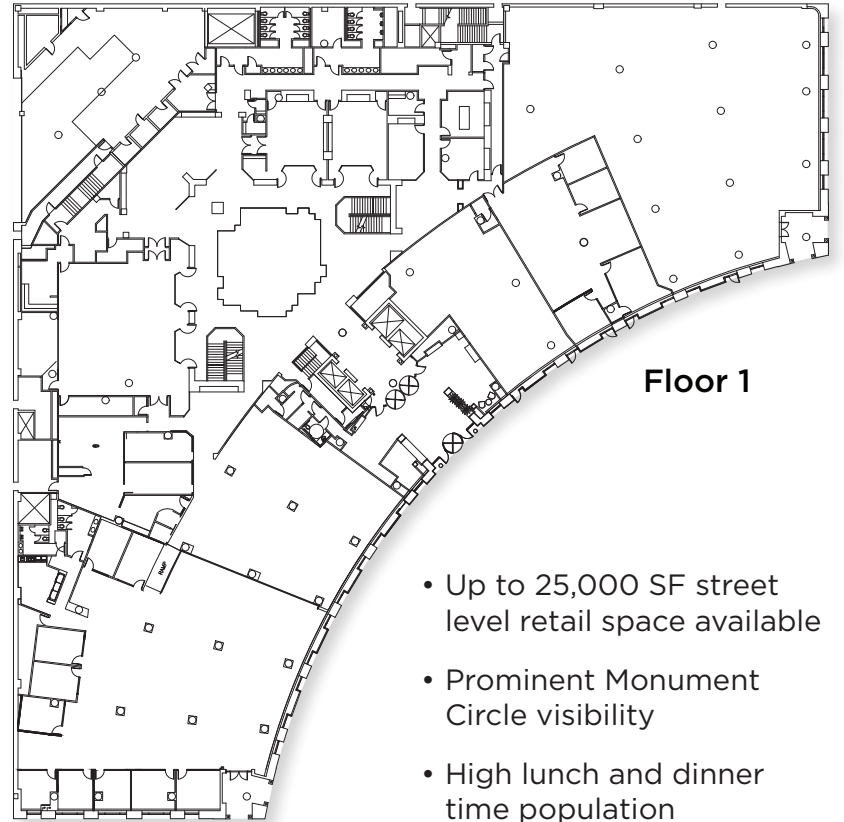 RAMP
Floor 1
• Up to 25,000 SF street
level retail space available
• Prominent Monument
Circle visibility
• High lunch and dinner
time population